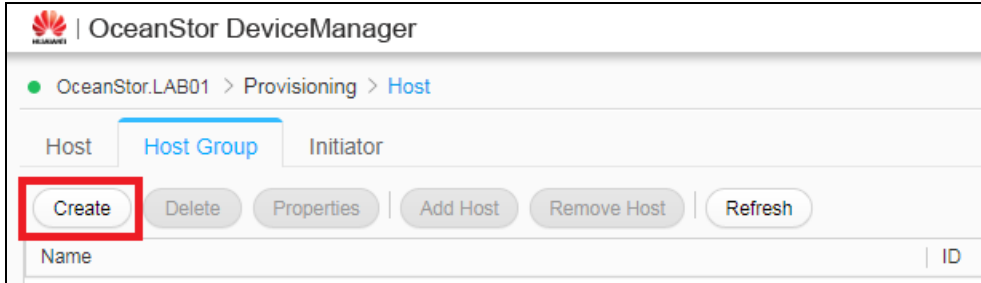 HUAWEI | OceanStor DeviceManager
OceanStor.LAB01 > Provisioning > Host
Host Host Group Initiator
Create Delete Properties Add Host Remove Host Refresh
Name ID